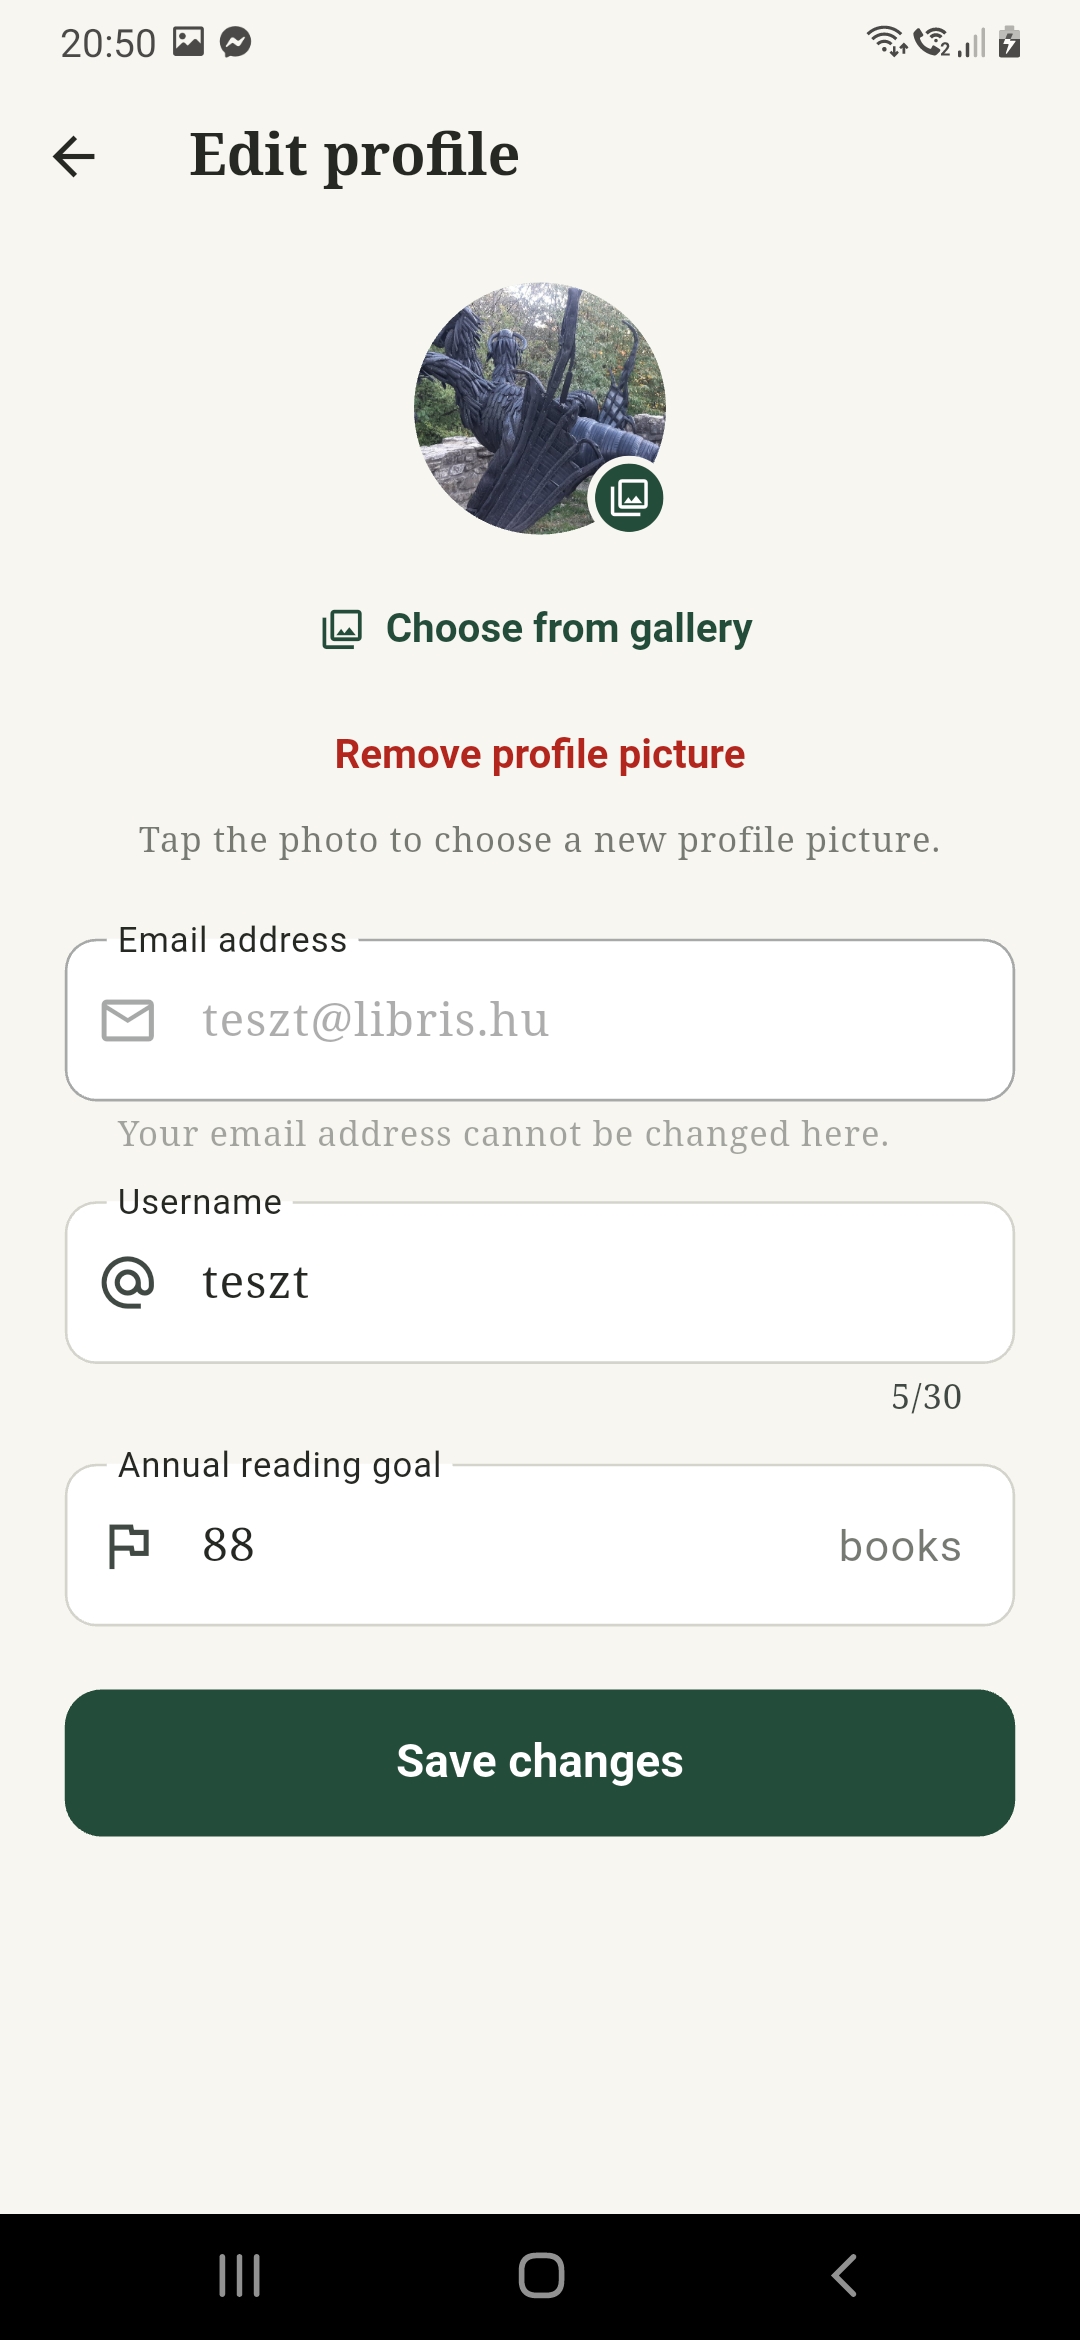 20:50
2
Edit profile
Choose from gallery
Remove profile picture
Tap the photo to choose a new profile picture.
Email address
teszt@libris.hu
Your email address cannot be changed here.
Username
teszt
5/30
Annual reading goal
88 books
Save changes